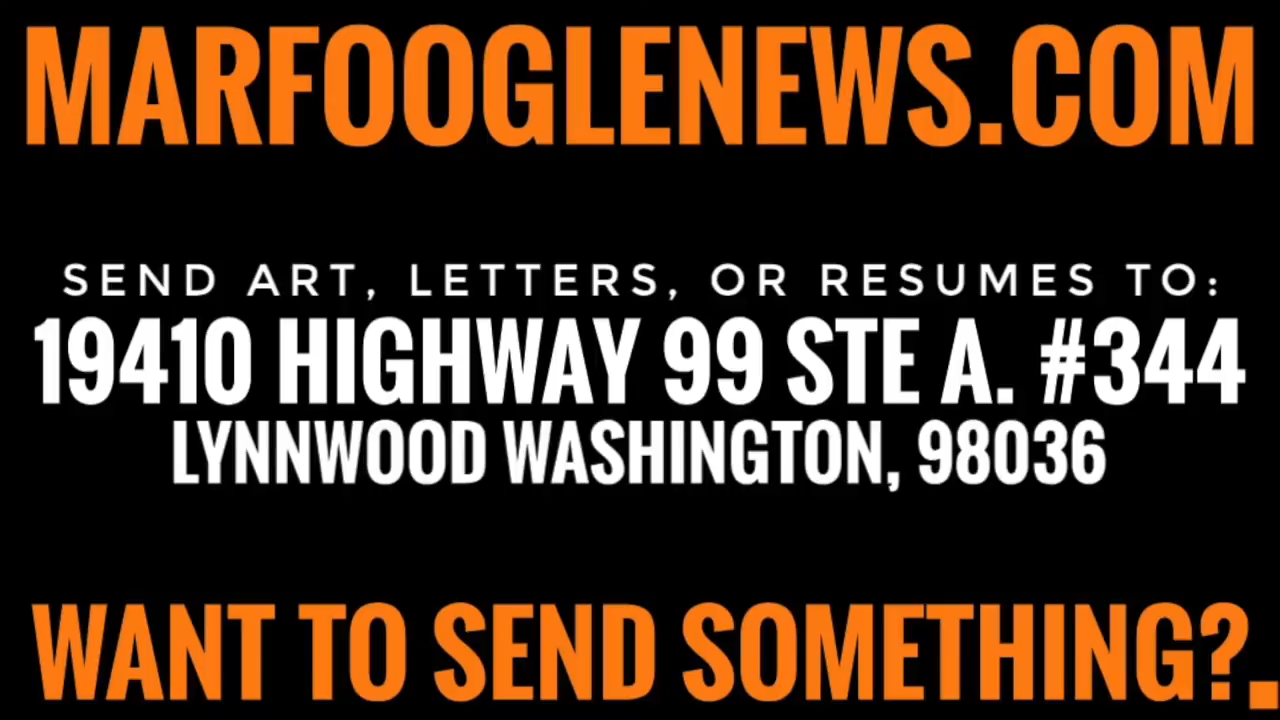 MARFOOGLENEWS.COM
SEND ART, LETTERS, OR RESUMES TO:
19410 HIGHWAY 99 STE A. #344
LYNNWOOD WASHINGTON, 98036
WANT TO SEND SOMETHING?.